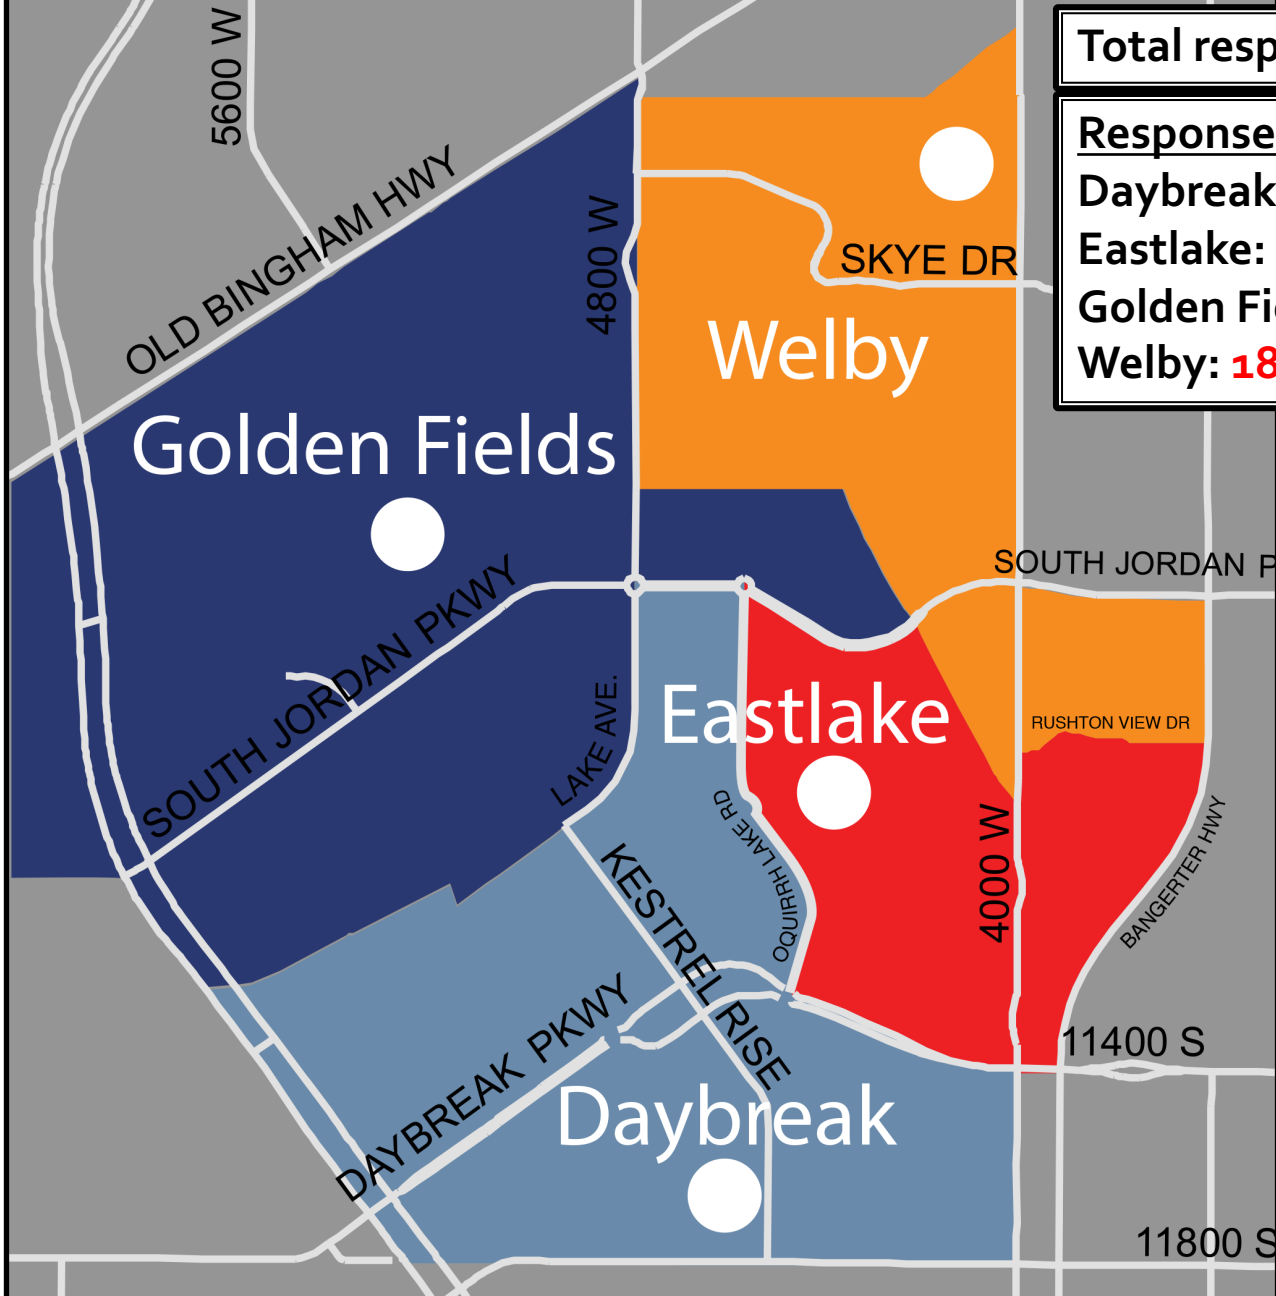 5600 W
Total resp
Response
Daybreak
Eastlake:
Golden Fie
Welby: 18
OLD BINGHAM HWY
4800 W
SKYE DR
Welby
Golden Fields
SOUTH JORDAN P
SOUTH JORDAN PKWY
LAKE AVE.
Eastlake
RUSHTON VIEW DR
OQUIRRH LAKE RD
4000 W
BANGERTER HWY
KESTREL RISE
DAYBREAK PKWY
11400 S
Daybreak
11800 S